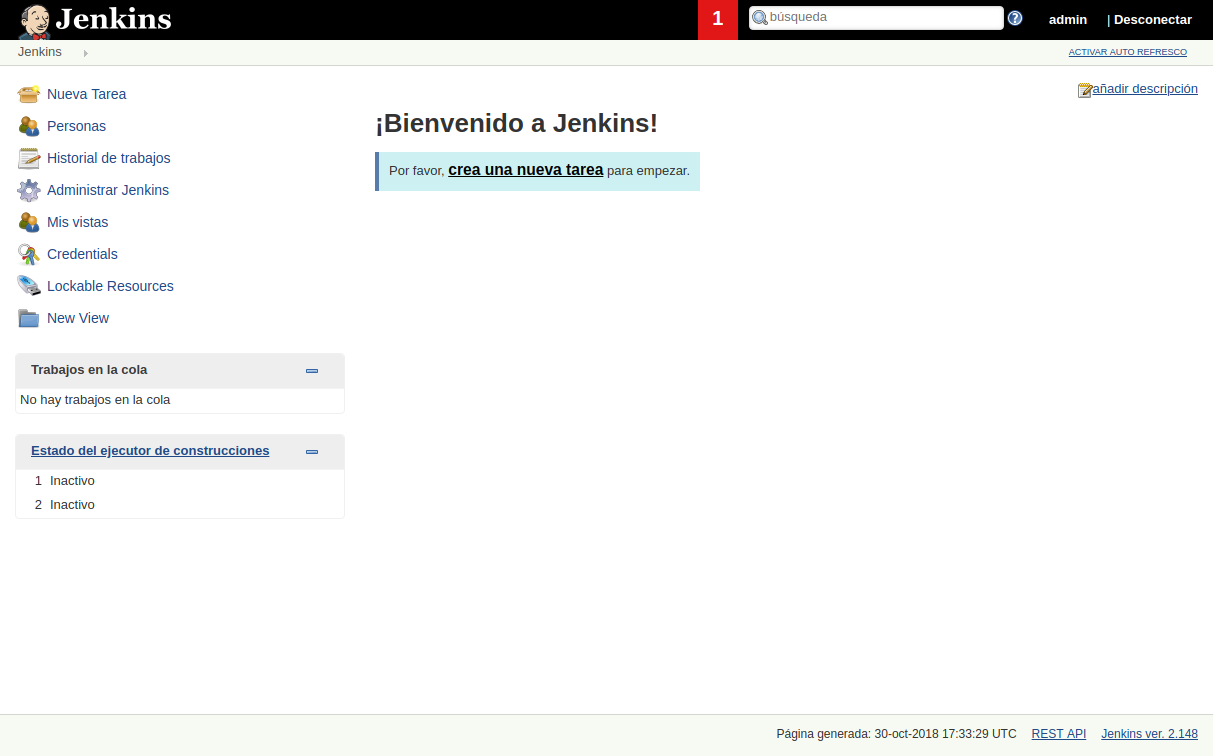 Jenkins
1
búsqueda
admin
| Desconectar
Jenkins
ACTIVAR AUTO REFRESCO
Nueva Tarea
Personas
Historial de trabajos
Administrar Jenkins
Mis vistas
Credentials
Lockable Resources
New View
Trabajos en la cola
No hay trabajos en la cola
Estado del ejecutor de construcciones
1 Inactivo
2 Inactivo
añadir descripción
¡Bienvenido a Jenkins!
Por favor, crea una nueva tarea para empezar.
Página generada: 30-oct-2018 17:33:29 UTC REST API Jenkins ver. 2.148